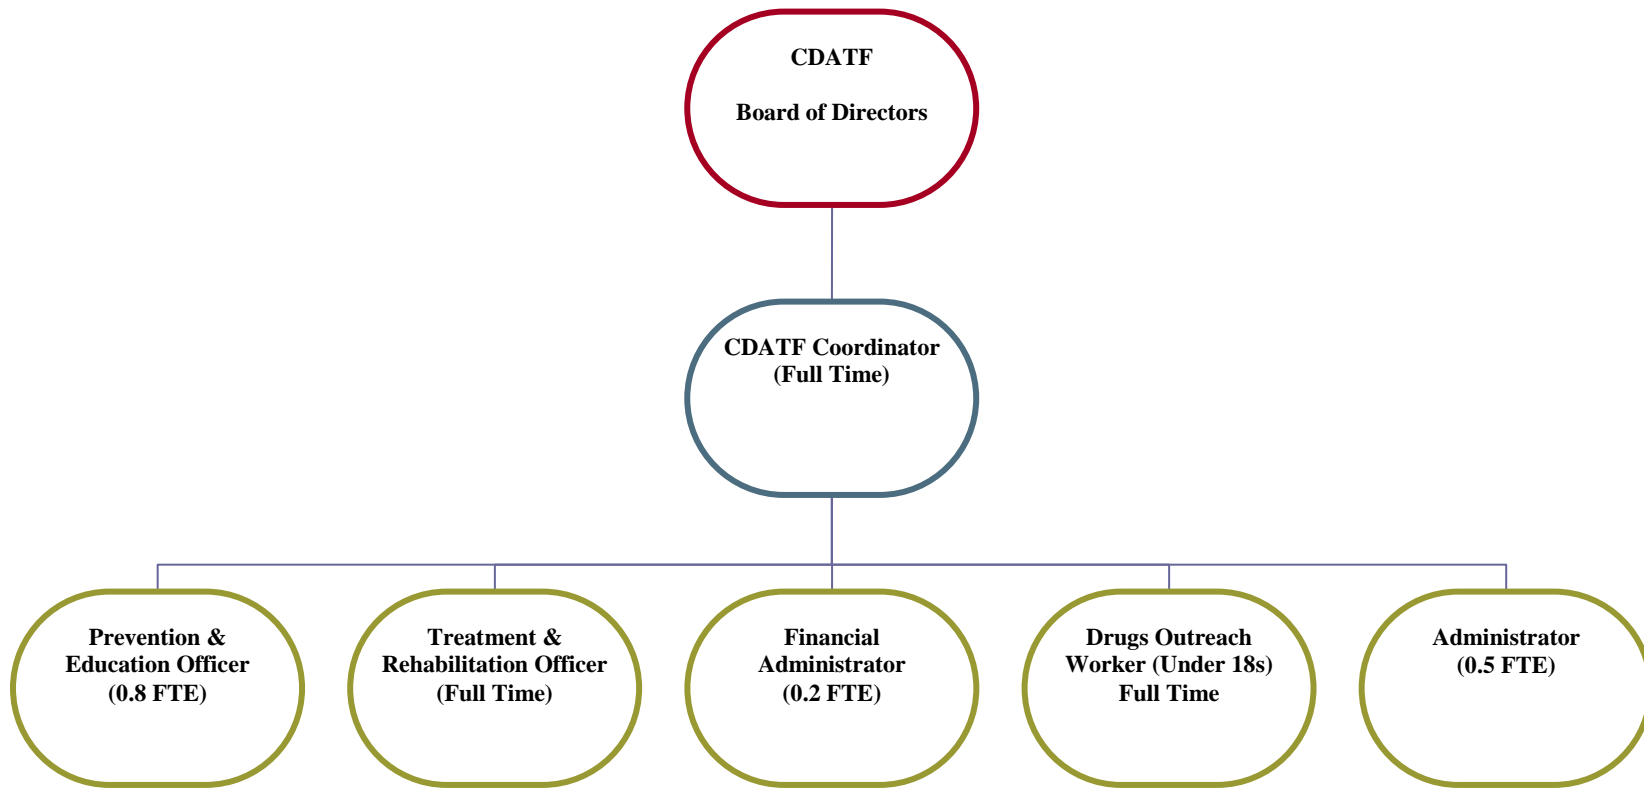 CDATF
Board of Directors
CDATF Coordinator
(Full Time)
Prevention &
Education Officer
(0.8 FTE)
Treatment &
Rehabilitation Officer
(Full Time)
Financial
Administrator
(0.2 FTE)
Drugs Outreach
Worker (Under 18s)
Full Time
Administrator
(0.5 FTE)